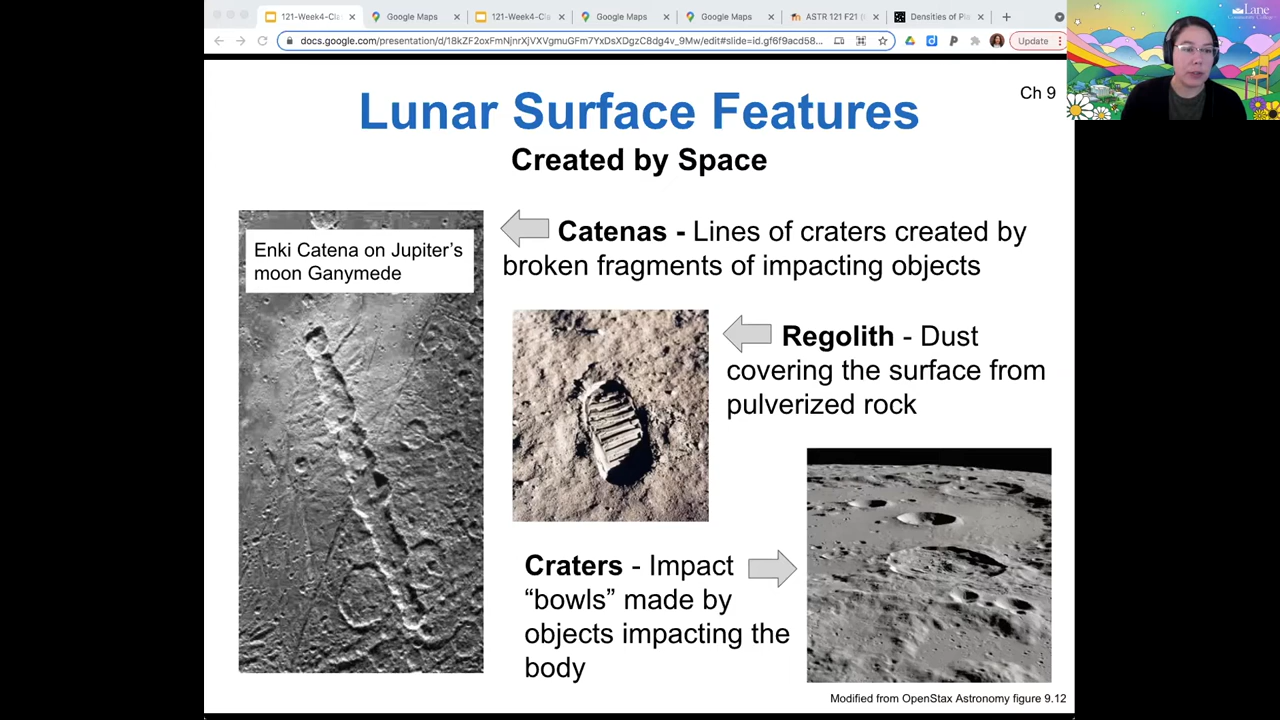 121-Week4-Cla
Google Maps
121-Week4-Cla
Google Maps
Google Maps
ASTR 121 F21 (
Densities of Pla
docs.google.com/presentation/d/18kZF2oxFmNjnrXjVXVgmuGFm7YxDsXDgzC8dg4v_9Mw/edit#slide=id.gf6f9acd58...
Update
Lane
Community College
Ch 9
Lunar Surface Features
Created by Space
Enki Catena on Jupiter’s
moon Ganymede
Catenas - Lines of craters created by
broken fragments of impacting objects
Regolith - Dust
covering the surface from
pulverized rock
Craters - Impact
“bowls” made by
objects impacting the
body
Modified from OpenStax Astronomy figure 9.12